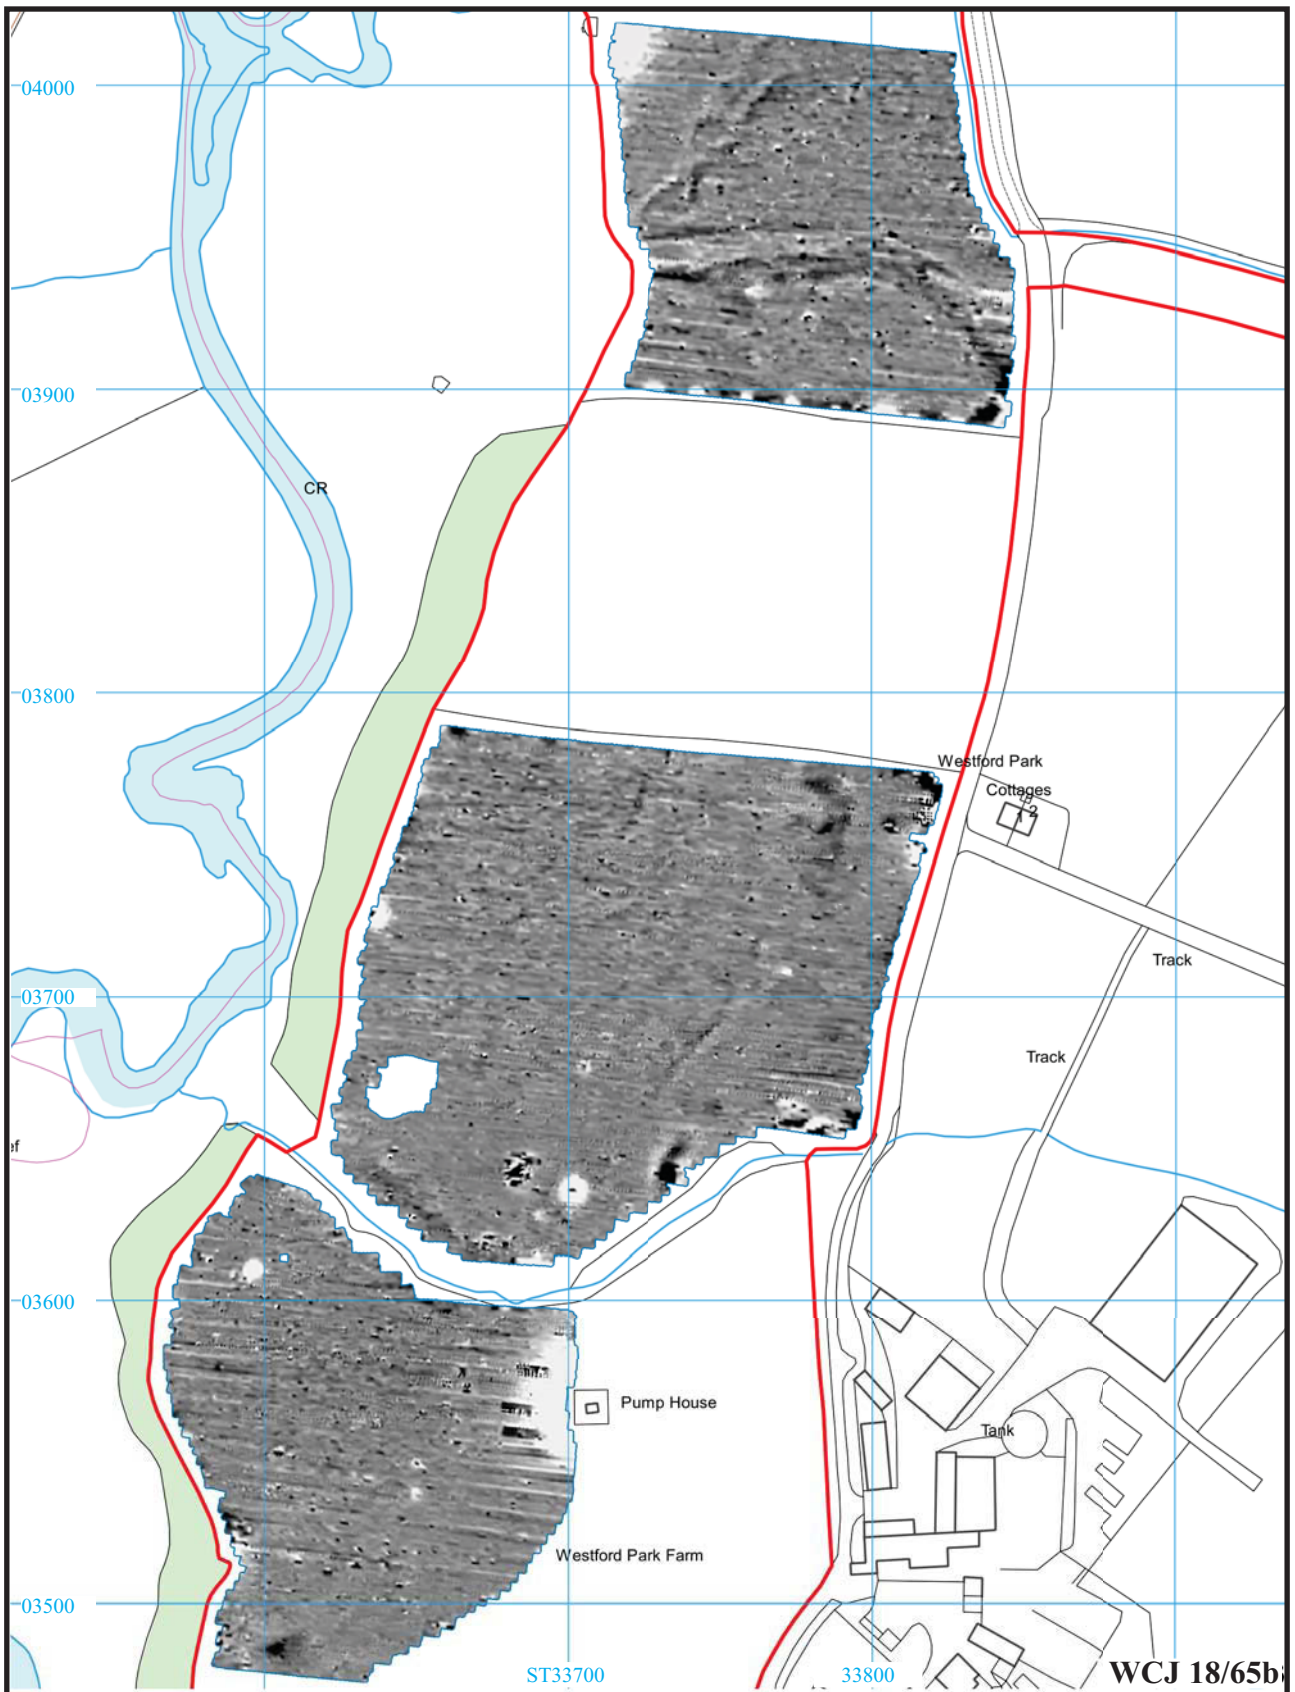 04000
03900
CR
03800
Westford Park
Cottages
1 2
Track
03700
Track
ef
03600
Pump House
Tank
Westford Park Farm
03500
ST33700
33800
WCJ 18/65b